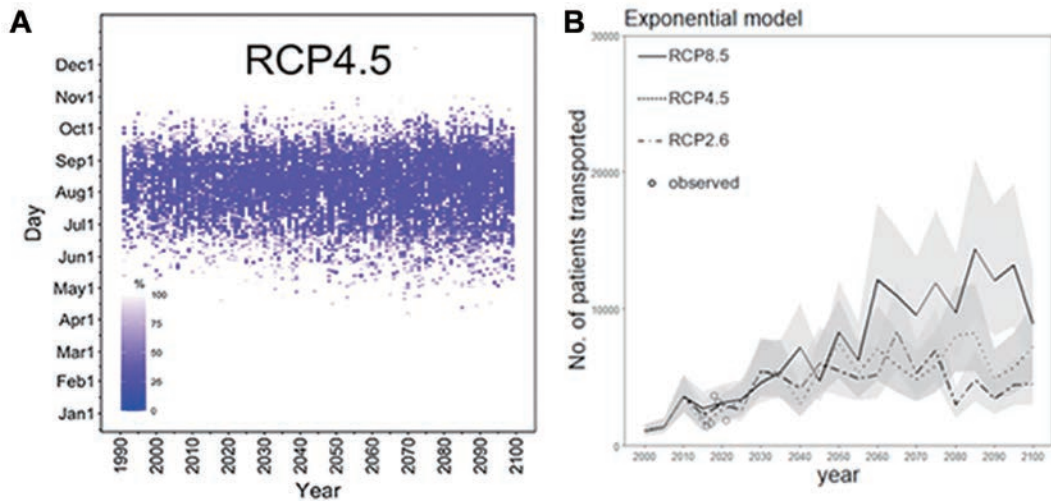 A
RCP4.5
Day
Dec1
Nov1
Oct1
Sep1
Aug1
Jul1
Jun1
May1
Apr1
Mar1
Feb1
Jan1
%
100
75
50
25
0
1990
2000
2010
2020
2030
2040
2050
2060
2070
2080
2090
2100
Year
B
Exponential model
No. of patients transported
30000
20000
10000
0
RCP8.5
RCP4.5
RCP2.6
observed
2000
2010
2020
2030
2040
2050
2060
2070
2080
2090
2100
year